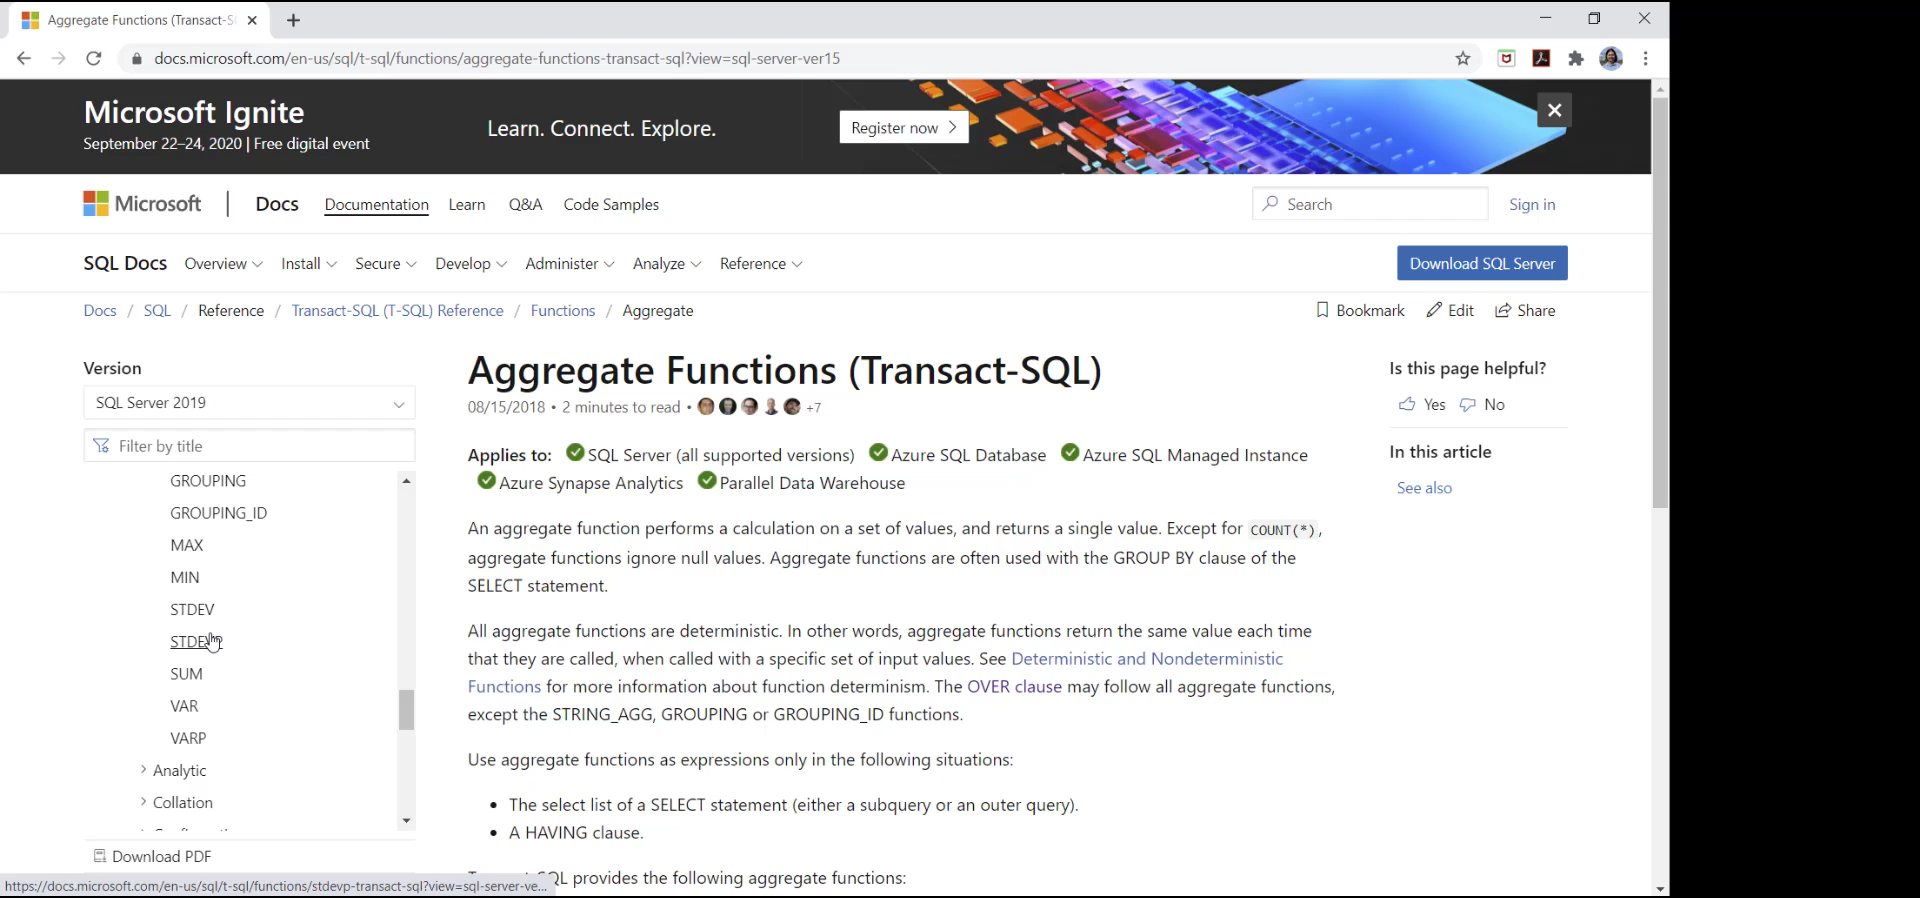 Aggregate Functions (Transact-S
docs.microsoft.com/en-us/sql/t-sql/functions/aggregate-functions-transact-sql?view=sql-server-ver15
Microsoft Ignite
September 22–24, 2020 | Free digital event
Learn. Connect. Explore.
Register now
Microsoft | Docs Documentation Learn Q&A Code Samples
Search
Sign in
SQL Docs Overview Install Secure Develop Administer Analyze Reference
Download SQL Server
Docs / SQL / Reference / Transact-SQL (T-SQL) Reference / Functions / Aggregate
Bookmark Edit Share
Version
SQL Server 2019
Filter by title
GROUPING
GROUPING_ID
MAX
MIN
STDEV
SUM
VAR
VARP
Analytic
Collation
Download PDF
Aggregate Functions (Transact-SQL)
08/15/2018 • 2 minutes to read • +7
Applies to: SQL Server (all supported versions) Azure SQL Database Azure SQL Managed Instance
Azure Synapse Analytics Parallel Data Warehouse
An aggregate function performs a calculation on a set of values, and returns a single value. Except for COUNT(*),
aggregate functions ignore null values. Aggregate functions are often used with the GROUP BY clause of the
SELECT statement.
All aggregate functions are deterministic. In other words, aggregate functions return the same value each time
that they are called, when called with a specific set of input values. See Deterministic and Nondeterministic
Functions for more information about function determinism. The OVER clause may follow all aggregate functions,
except the STRING_AGG, GROUPING or GROUPING_ID functions.
Use aggregate functions as expressions only in the following situations:
• The select list of a SELECT statement (either a subquery or an outer query).
• A HAVING clause.
SQL provides the following aggregate functions:
Is this page helpful?
Yes No
In this article
See also
https://docs.microsoft.com/en-us/sql/t-sql/functions/stdevp-transact-sql?view=sql-server-ve...